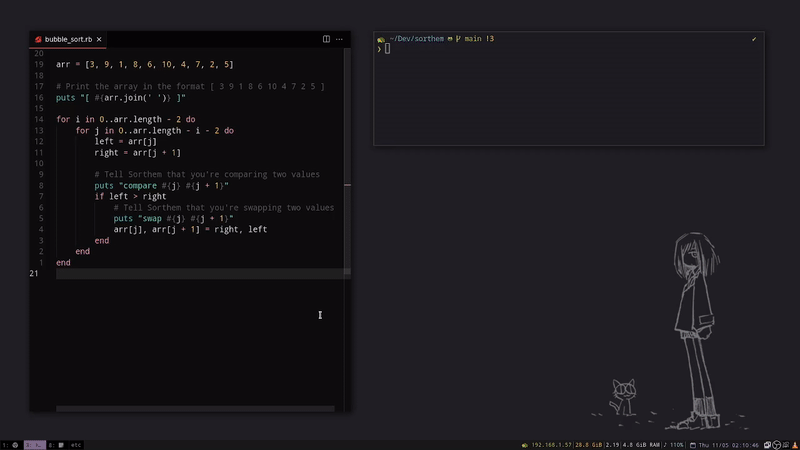 bubble_sort.rb ✕
20
19 arr = [3, 9, 1, 8, 6, 10, 4, 7, 2, 5]
18
17 # Print the array in the format [ 3 9 1 8 6 10 4 7 2 5 ]
16 puts "[ #{arr.join(' ')} ]"
15
14 for i in 0..arr.length - 2 do
13 for j in 0..arr.length - i - 2 do
12 left = arr[j]
11 right = arr[j + 1]
10
9 # Tell Sorthem that you're comparing two values
8 puts "compare #{j} #{j + 1}"
7 if left > right
6 # Tell Sorthem that you're swapping two values
5 puts "swap #{j} #{j + 1}"
4 arr[j], arr[j + 1] = right, left
3 end
2 end
1 end
21
~/Dev/sorthem main !3 ✔
❯
etc
192.168.1.57 28.8 GiB 2.19 4.8 GiB RAM 110% Thu 11/05 02:10:46